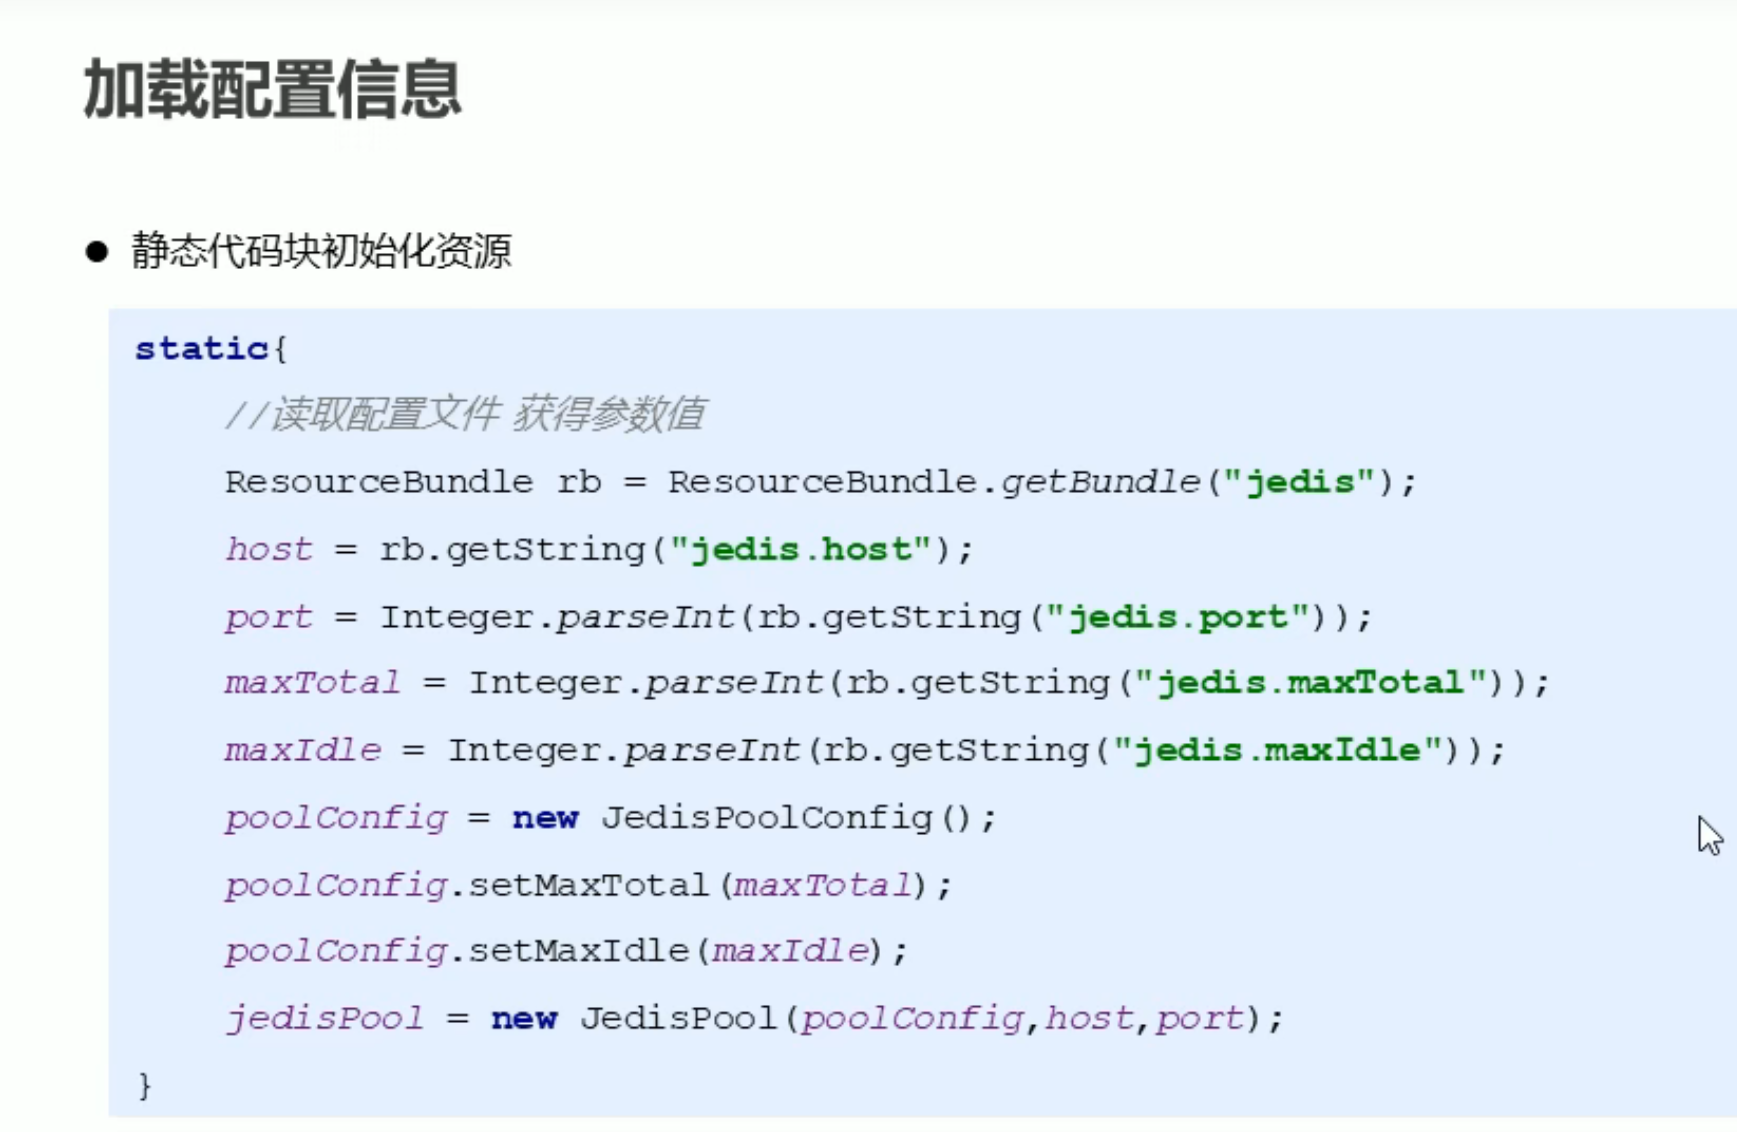 加载配置信息
● 静态代码块初始化资源
static{
//读取配置文件 获得参数值
ResourceBundle rb = ResourceBundle.getBundle("jedis");
host = rb.getString("jedis.host");
port = Integer.parseInt(rb.getString("jedis.port"));
maxTotal = Integer.parseInt(rb.getString("jedis.maxTotal"));
maxIdle = Integer.parseInt(rb.getString("jedis.maxIdle"));
poolConfig = new JedisPoolConfig();
poolConfig.setMaxTotal(maxTotal);
poolConfig.setMaxIdle(maxIdle);
jedisPool = new JedisPool(poolConfig,host,port);
}